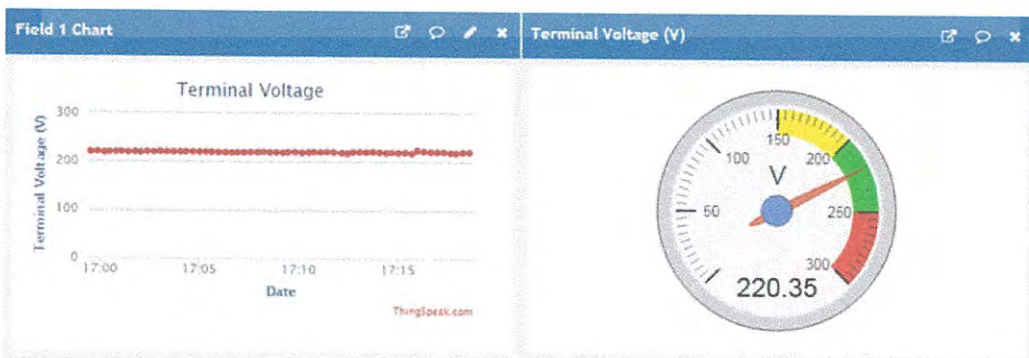 Field 1 Chart
Terminal Voltage
Terminal Voltage (V)
300
200
100
0
17:00
17:05
17:10
17:15
Date
ThingSpeak.com
Terminal Voltage (V)
V
50
100
150
200
250
300
220.35